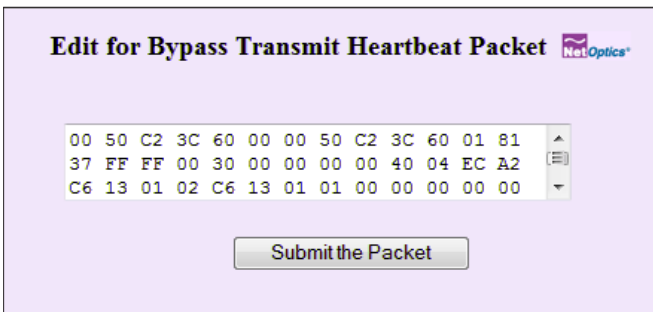 Edit for Bypass Transmit Heartbeat Packet
NetOptics®
00 50 C2 3C 60 00 00 50 C2 3C 60 01 81
37 FF FF 00 30 00 00 00 00 40 04 EC A2
C6 13 01 02 C6 13 01 01 00 00 00 00 00
Submit the Packet